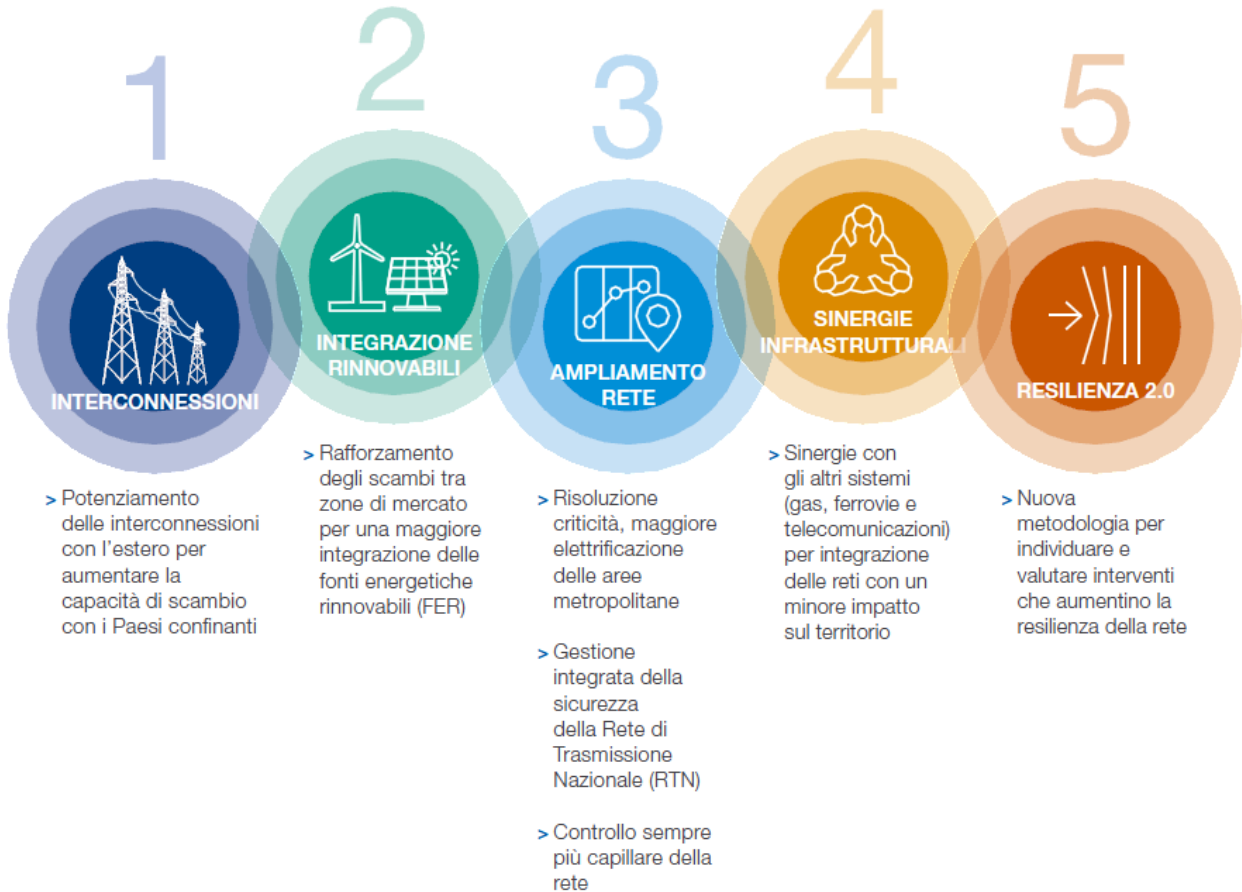 1
INTERCONNESSIONI
> Potenziamento
delle interconnessioni
con l'estero per
aumentare la
capacità di scambio
con i Paesi confinanti
2
INTEGRAZIONE
RINNOVABILI
> Rafforzamento
degli scambi tra
zone di mercato
per una maggiore
integrazione delle
fonti energetiche
rinnovabili (FER)
3
AMPLIAMENTO
RETE
> Risoluzione
criticità, maggiore
elettrificazione
delle aree
metropolitane
> Gestione
integrata della
sicurezza
della Rete di
Trasmissione
Nazionale (RTN)
> Controllo sempre
più capillare della
rete
4
SINERGIE
INFRASTRUTTURALI
> Sinergie con
gli altri sistemi
(gas, ferrovie e
telecomunicazioni)
per integrazione
delle reti con un
minore impatto
sul territorio
5
RESILIENZA 2.0
> Nuova
metodologia per
individuare e
valutare interventi
che aumentino la
resilienza della rete